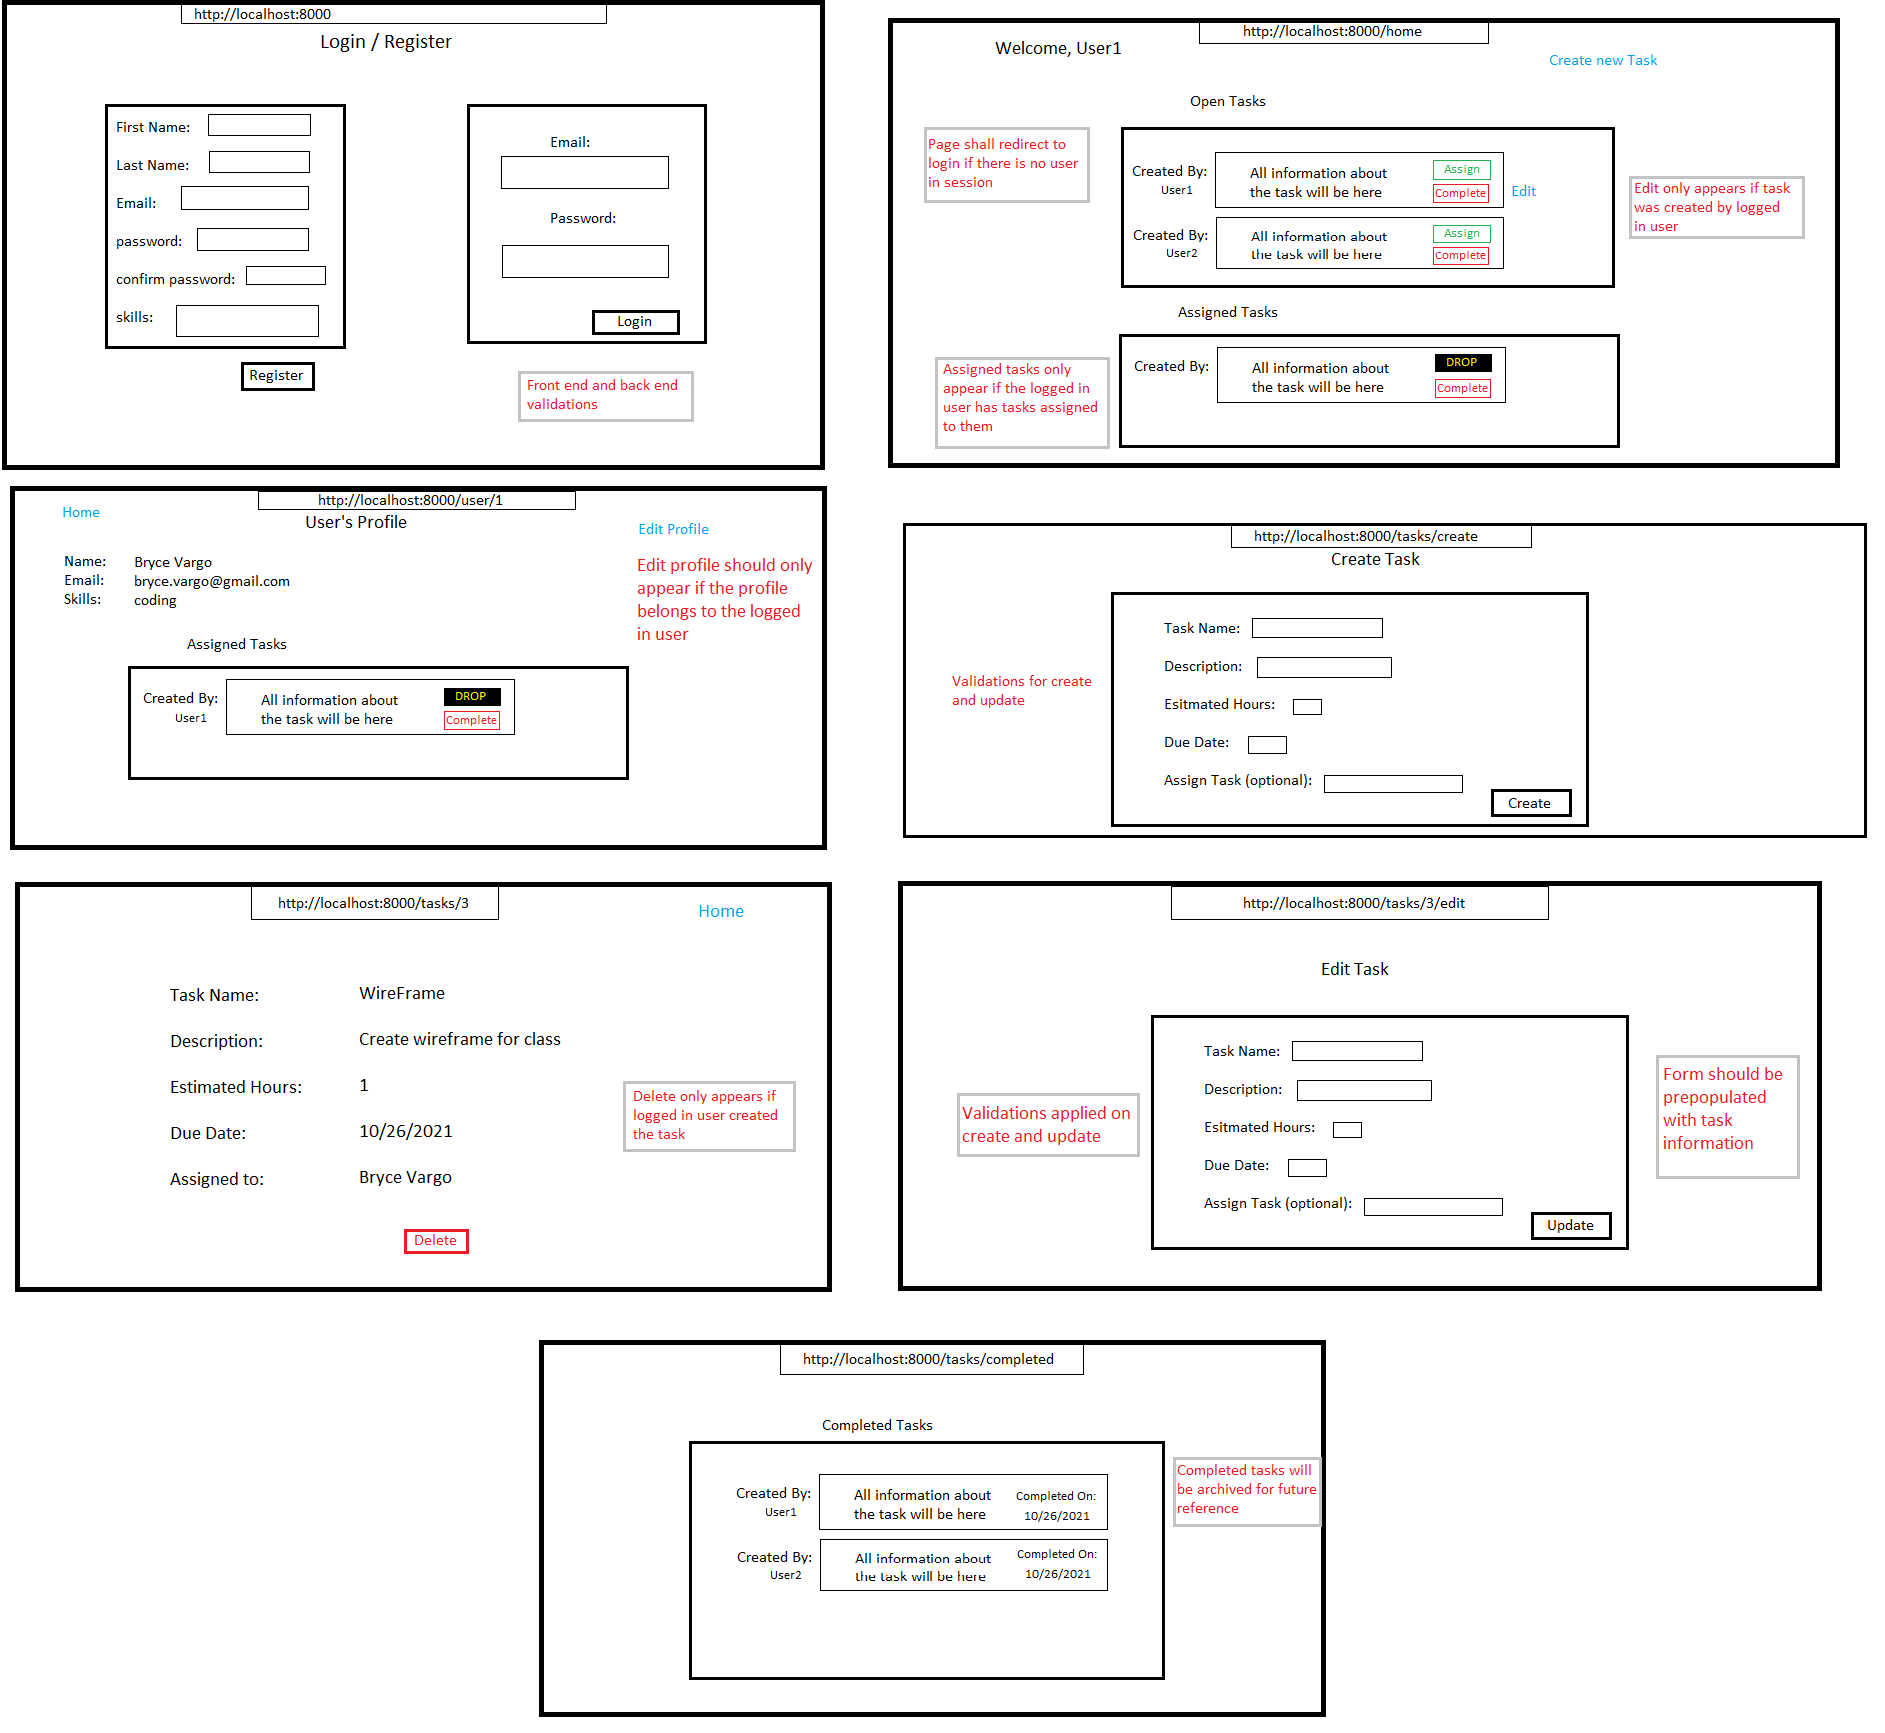 http://localhost:8000
Login / Register
First Name:
Last Name:
Email:
password:
confirm password:
skills:
Register
Email:
Password:
Login
Front end and back end
validations
http://localhost:8000/home
Welcome, User1
Create new Task
Open Tasks
Page shall redirect to
login if there is no user
in session
Created By:
User1
All information about
the task will be here
Assign
Complete
Edit
Edit only appears if task
was created by logged
in user
Created By:
User2
All information about
the task will be here
Assign
Complete
Assigned Tasks
Assigned tasks only
appear if the logged in
user has tasks assigned
to them
Created By:
All information about
the task will be here
DROP
Complete
http://localhost:8000/user/1
Home
User's Profile
Edit Profile
Edit profile should only
appear if the profile
belongs to the logged
in user
Name: Bryce Vargo
Email: bryce.vargo@gmail.com
Skills: coding
Assigned Tasks
Created By:
User1
All information about
the task will be here
DROP
Complete
http://localhost:8000/tasks/create
Create Task
Validations for create
and update
Task Name:
Description:
Esitmated Hours:
Due Date:
Assign Task (optional):
Create
http://localhost:8000/tasks/3
Home
Task Name: WireFrame
Description: Create wireframe for class
Estimated Hours: 1
Due Date: 10/26/2021
Assigned to: Bryce Vargo
Delete only appears if
logged in user created
the task
Delete
http://localhost:8000/tasks/3/edit
Edit Task
Validations applied on
create and update
Task Name:
Description:
Esitmated Hours:
Due Date:
Assign Task (optional):
Update
Form should be
prepopulated
with task
information
http://localhost:8000/tasks/completed
Completed Tasks
Created By:
User1
All information about
the task will be here
Completed On:
10/26/2021
Created By:
User2
All information about
the task will be here
Completed On:
10/26/2021
Completed tasks will
be archived for future
reference